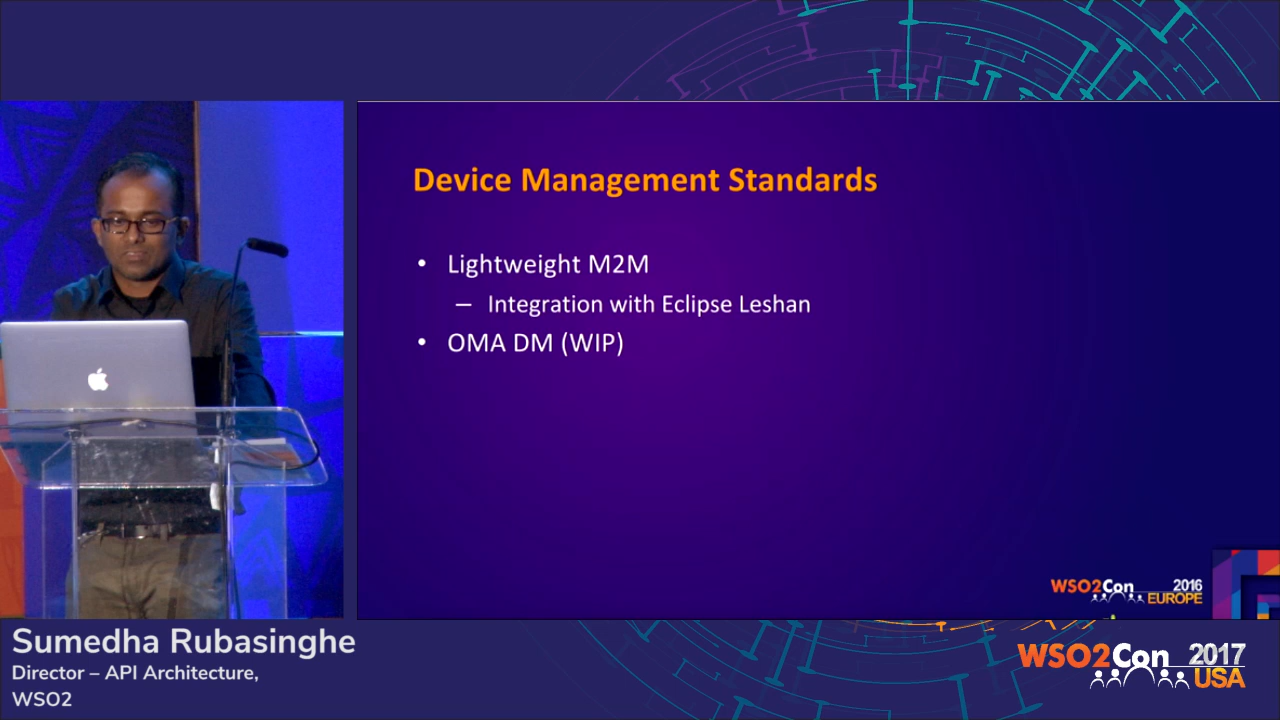 Device Management Standards
• Lightweight M2M
– Integration with Eclipse Leshan
• OMA DM (WIP)
WSO2Con 2016
EUROPE
Sumedha Rubasinghe
Director – API Architecture,
WSO2
WSO2Con 2017
USA